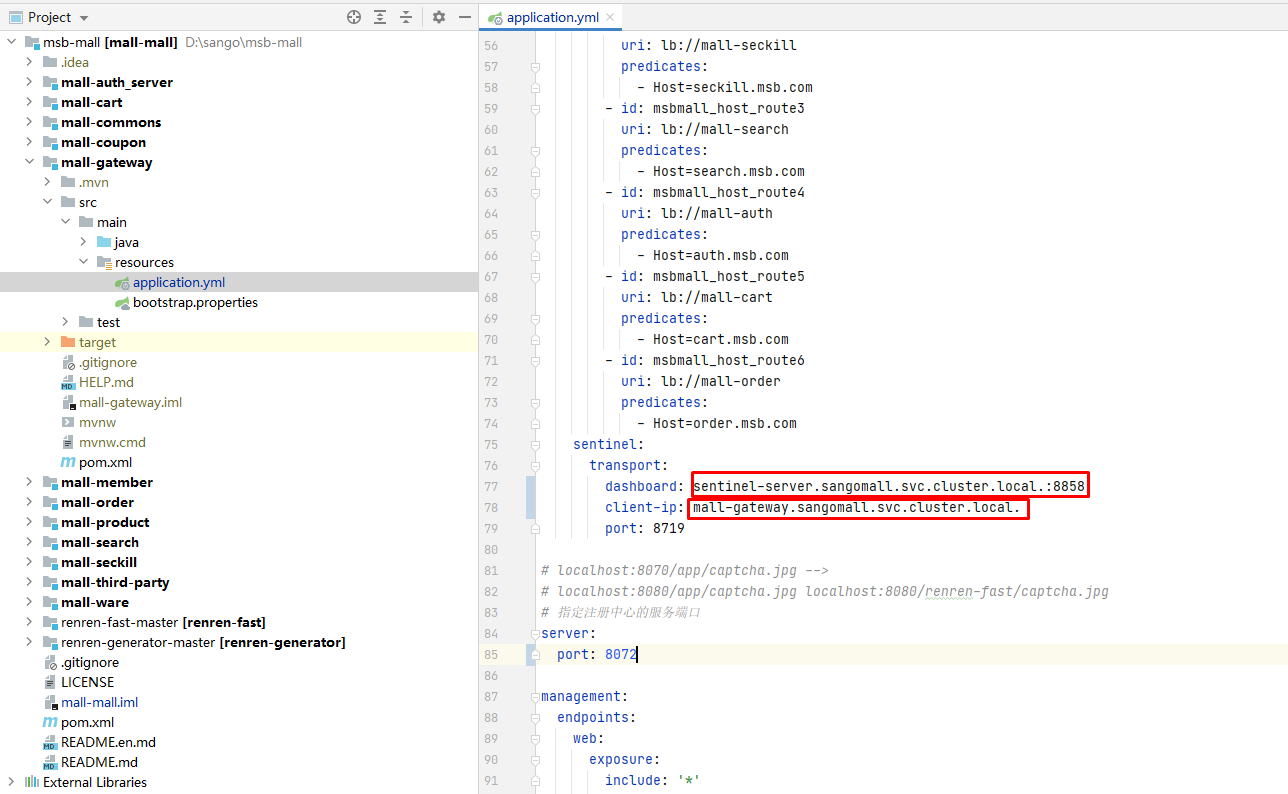 Project
msb-mall [mall-mall] D:\sango\msb-mall
.idea
mall-auth_server
mall-cart
mall-commons
mall-coupon
mall-gateway
.mvn
src
main
java
resources
application.yml
bootstrap.properties
test
target
.gitignore
HELP.md
mall-gateway.iml
mvnw
mvnw.cmd
pom.xml
mall-member
mall-order
mall-product
mall-search
mall-seckill
mall-third-party
mall-ware
renren-fast-master [renren-fast]
renren-generator-master [renren-generator]
.gitignore
LICENSE
mall-mall.iml
pom.xml
README.en.md
README.md
External Libraries
application.yml
56 uri: lb://mall-seckill
57 predicates:
58 - Host=seckill.msb.com
59 - id: msbmall_host_route3
60 uri: lb://mall-search
61 predicates:
62 - Host=search.msb.com
63 - id: msbmall_host_route4
64 uri: lb://mall-auth
65 predicates:
66 - Host=auth.msb.com
67 - id: msbmall_host_route5
68 uri: lb://mall-cart
69 predicates:
70 - Host=cart.msb.com
71 - id: msbmall_host_route6
72 uri: lb://mall-order
73 predicates:
74 - Host=order.msb.com
75 sentinel:
76 transport:
77 dashboard: sentinel-server.sangomall.svc.cluster.local.:8858
78 client-ip: mall-gateway.sangomall.svc.cluster.local.
79 port: 8719
80
81 # localhost:8070/app/captcha.jpg -->
82 # localhost:8080/app/captcha.jpg localhost:8080/renren-fast/captcha.jpg
83 # 指定注册中心的服务端口
84 server:
85 port: 8072
86
87 management:
88 endpoints:
89 web:
90 exposure:
91 include: '*'